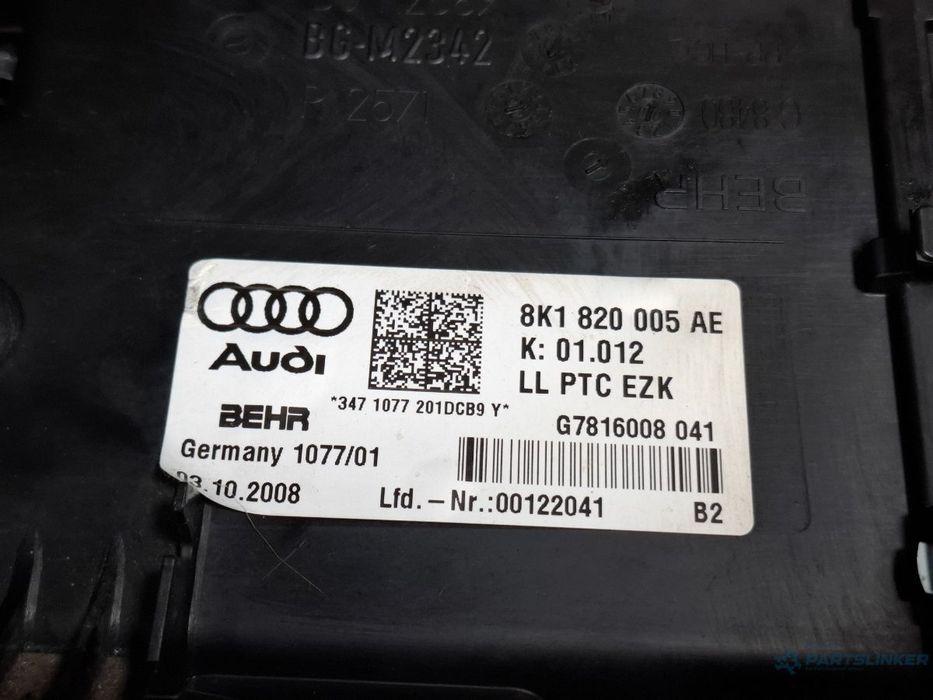 BG-M2342
P 2571
BEHR
Audi
8K1 820 005 AE
K: 01.012
LL PTC EZK
*347 1077 201DCB9 Y*
BEHR
G7816008 041
Germany 1077/01
03.10.2008
Lfd. -Nr.:00122041
B2
PARTSLINKER